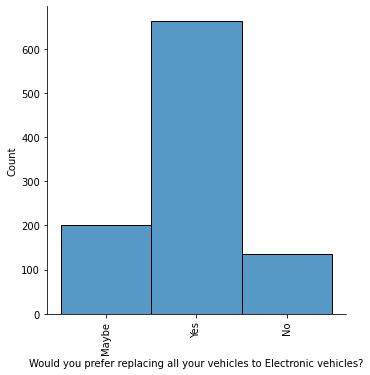 600
500
400
300
200
100
0
Count
Maybe
Yes
No
Would you prefer replacing all your vehicles to Electronic vehicles?